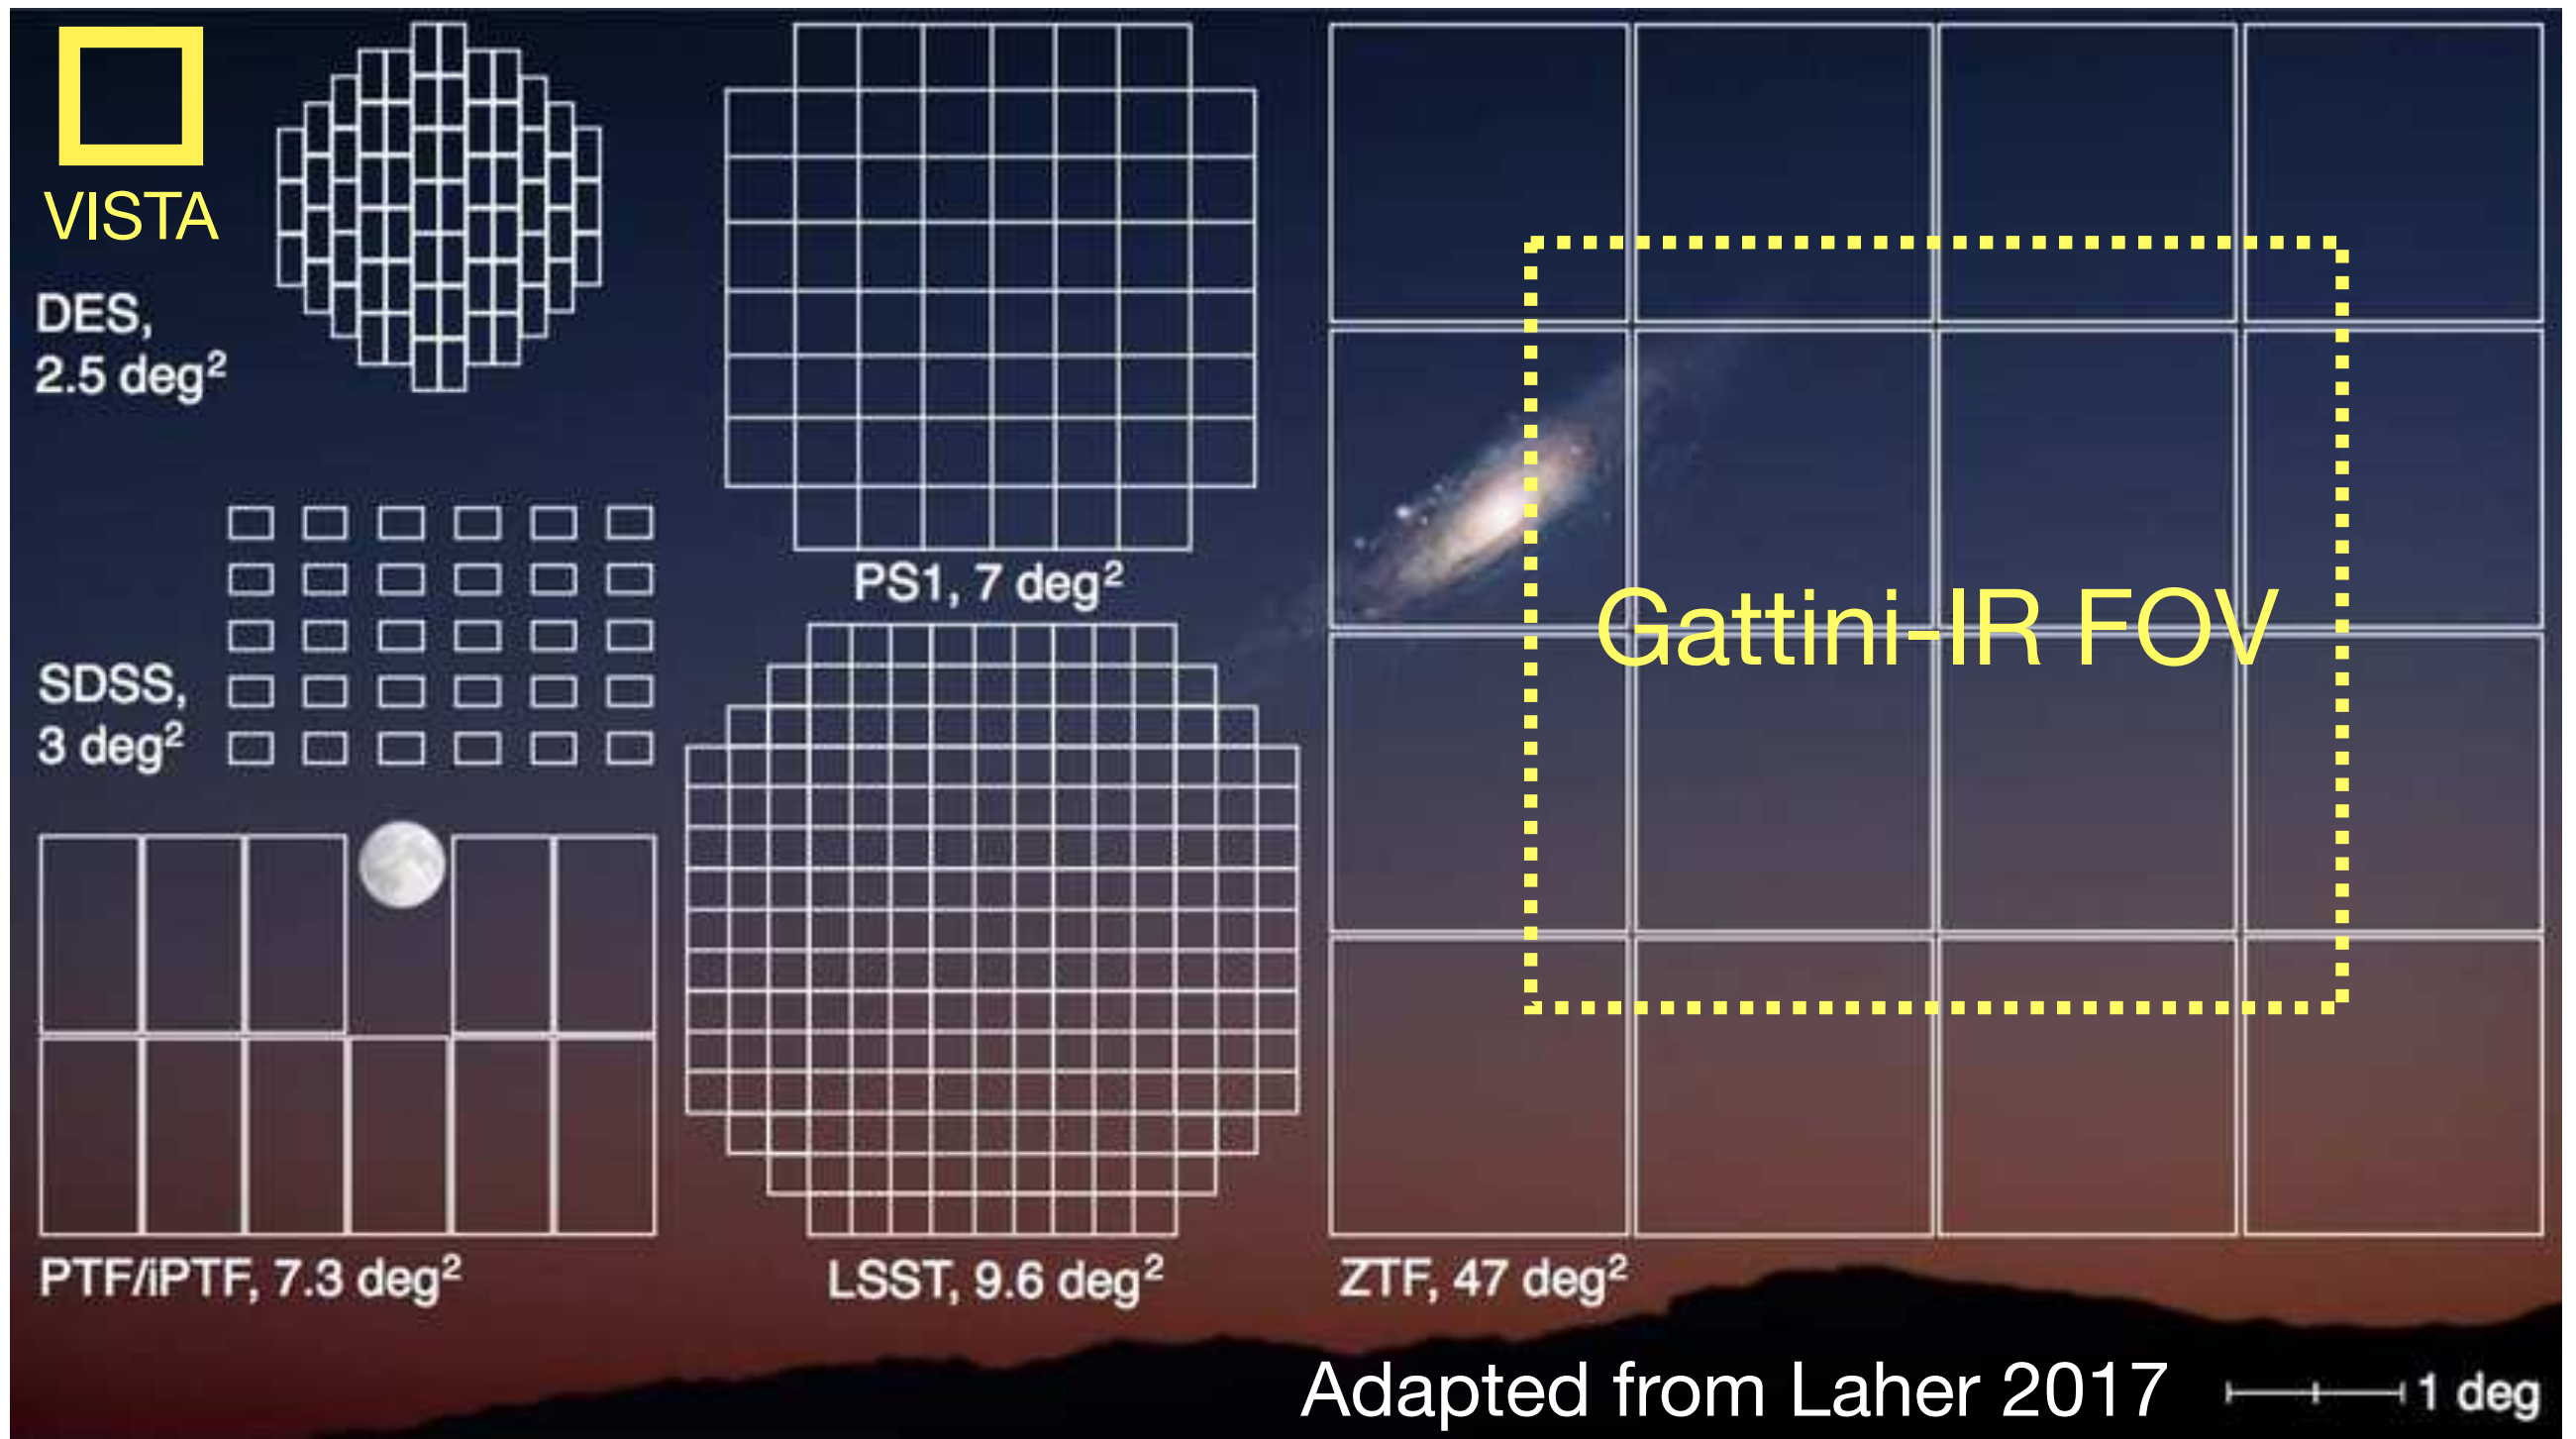 VISTA
DES,
2.5 deg²
SDSS,
3 deg²
PS1, 7 deg²
Gattini-IR FOV
PTF/iPTF, 7.3 deg²
LSST, 9.6 deg²
ZTF, 47 deg²
Adapted from Laher 2017
1 deg